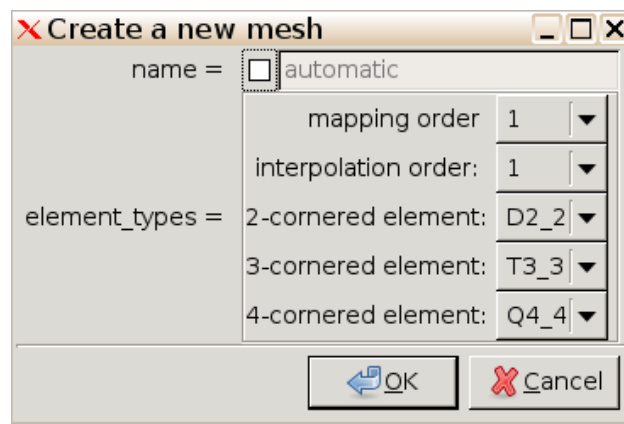 Create a new mesh
name = automatic
mapping order 1
interpolation order: 1
element_types = 2-cornered element: D2_2
3-cornered element: T3_3
4-cornered element: Q4_4
OK Cancel